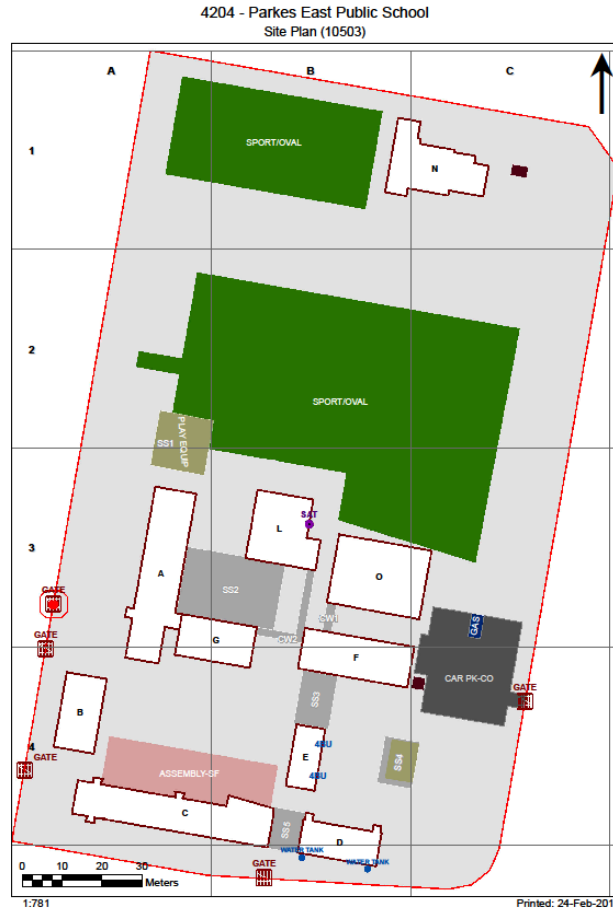 4204 - Parkes East Public School
Site Plan (10503)
A
B
C
1
SPORT/OVAL
N
2
SPORT/OVAL
PLAY EQUIP
SS1
SAT
L
3
A
O
SS2
GATE
CW1
GAS
CW2
G
F
GATE
CAR PK-CO
SS3
GATE
B
4BU
4
E
SS4
GATE
ASSEMBLY-SF
4BU
C
SS5
D
WATER TANK
WATER TANK
GATE
0 10 20 30
Meters
1:781
Printed: 24-Feb-201